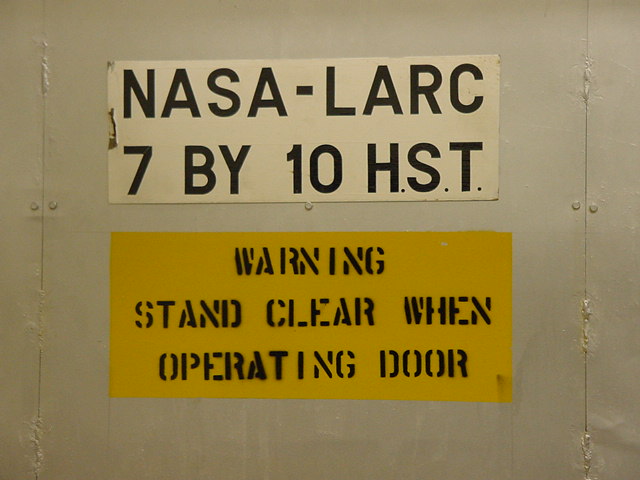 NASA-LARC
7 BY 10 H.S.T.
WARNING
STAND CLEAR WHEN
OPERATING DOOR